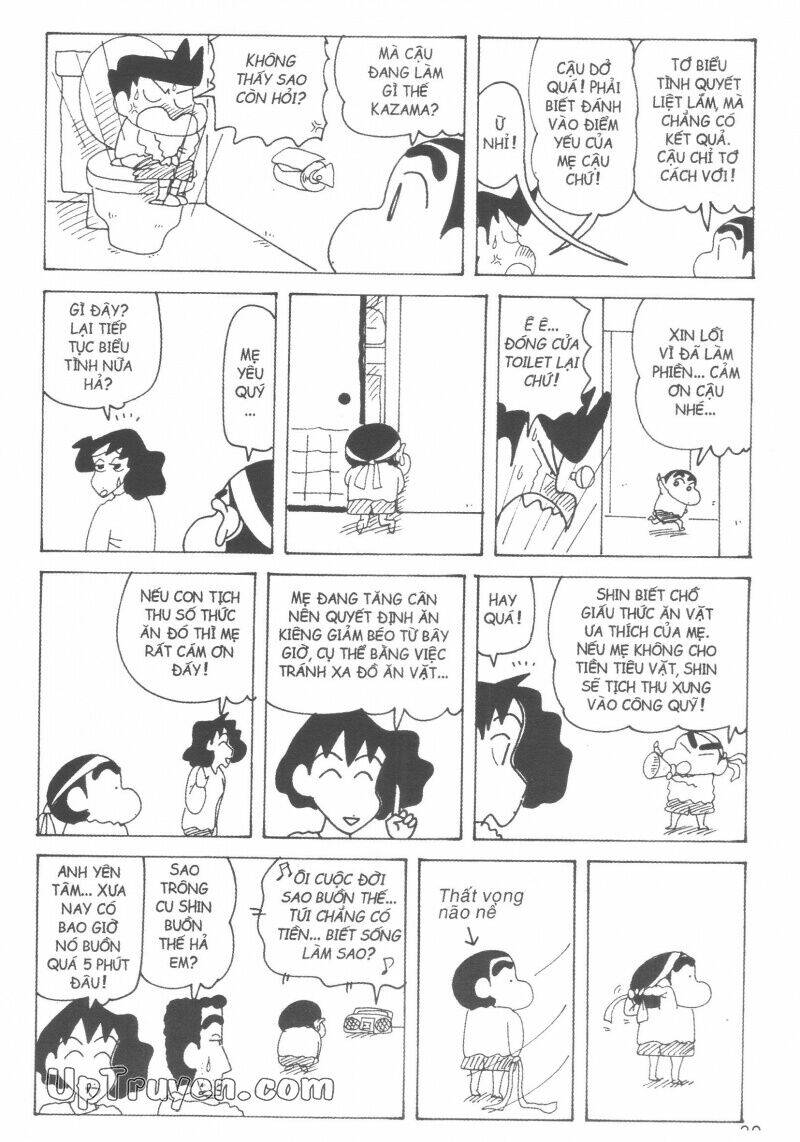 TỚ BIỂU
TÌNH QUYẾT
LIỆT LẮM, MÀ
CHẲNG CÓ
KẾT QUẢ.
CẬU CHỈ TỚ
CÁCH VỚI!
CẬU DỞ
QUÁ! PHẢI
BIẾT ĐÁNH
VÀO ĐIỂM
YẾU CỦA
MẸ CẬU
CHỨ!
Ừ
NHỈ!
MÀ CẬU
ĐANG LÀM
GÌ THẾ
KAZAMA?
KHÔNG
THẤY SAO
CÒN HỎI?
XIN LỖI
VÌ ĐÃ LÀM
PHIỀN... CẢM
ƠN CẬU
NHÉ...
Ê Ê...
ĐÓNG CỬA
TOILET LẠI
CHỨ!
MẸ
YÊU
QUÝ
...
GÌ ĐÂY?
LẠI TIẾP
TỤC BIỂU
TÌNH NỮA
HẢ?
SHIN BIẾT CHỖ
GIẤU THỨC ĂN VẶT
ƯA THÍCH CỦA MẸ.
NẾU MẸ KHÔNG CHO
TIỀN TIÊU VẶT, SHIN
SẼ TỊCH THU XUNG
VÀO CÔNG QUỸ!
HAY
QUÁ!
MẸ ĐANG TĂNG CÂN
NÊN QUYẾT ĐỊNH ĂN
KIÊNG GIẢM BÉO TỪ BÂY
GIỜ, CỤ THỂ BẰNG VIỆC
TRÁNH XA ĐỒ ĂN VẶT...
NẾU CON TỊCH
THU SỐ THỨC
ĂN ĐÓ THÌ MẸ
RẤT CÁM ƠN
ĐẤY!
Thất vọng
não nề
ÔI CUỘC ĐỜI
SAO BUỒN THẾ...
TÚI CHẲNG CÓ
TIỀN... BIẾT SỐNG
LÀM SAO?
SAO
TRÔNG
CU SHIN
BUỒN
THẾ HẢ
EM?
ANH YÊN
TÂM... XƯA
NAY CÓ
BAO GIỜ
NÓ BUỒN
QUÁ 5 PHÚT
ĐÂU!
UpTruyen.com